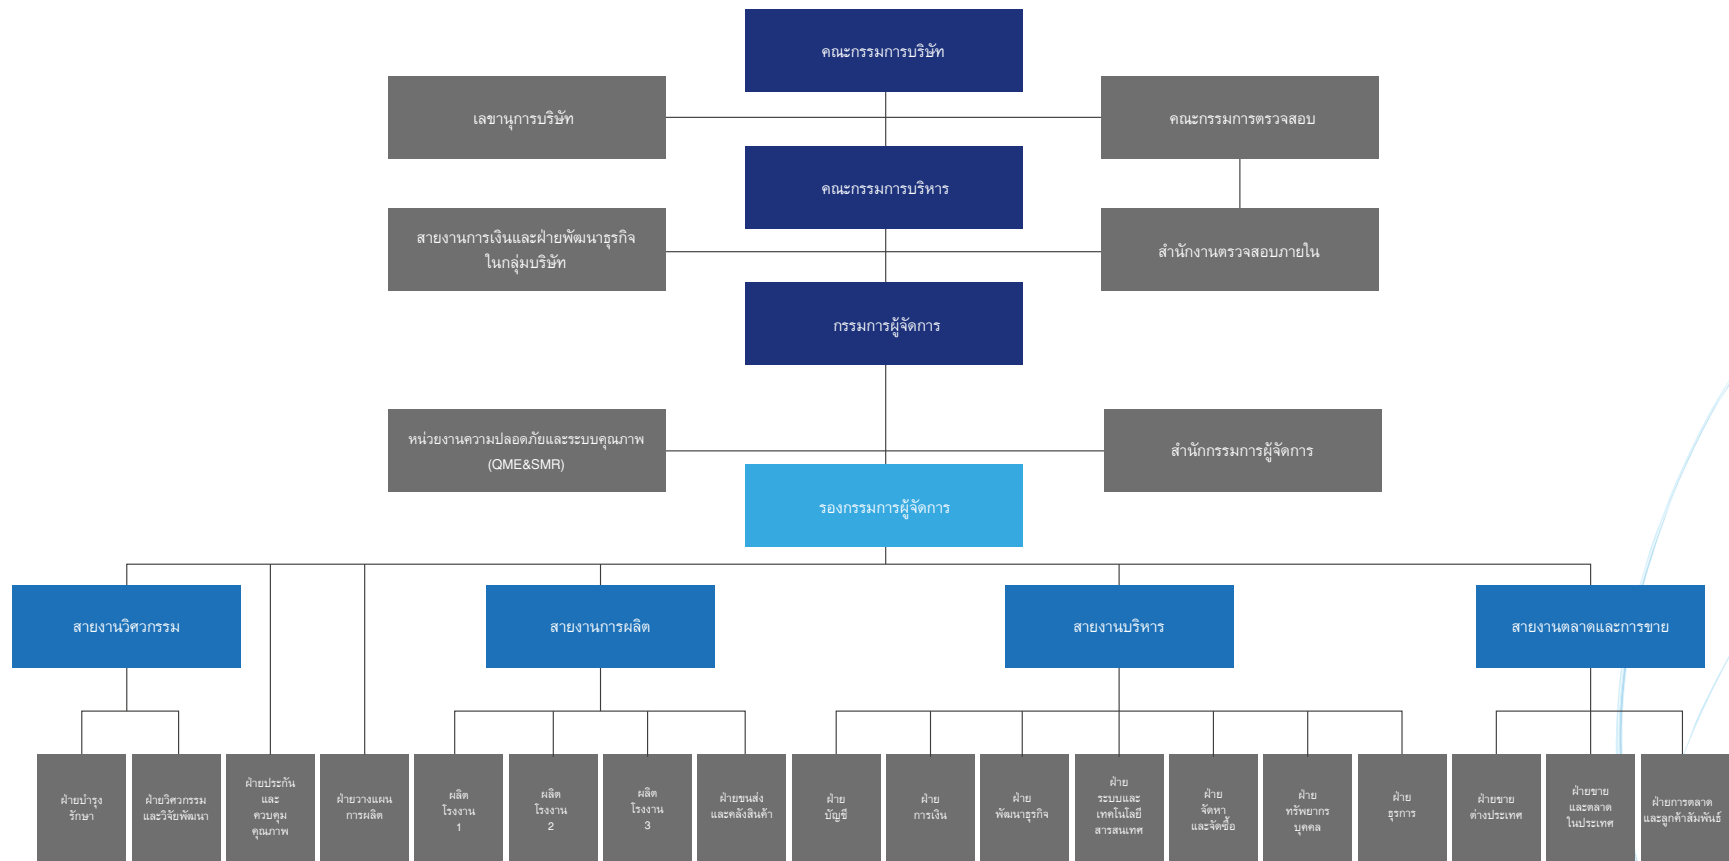 คณะกรรมการบริษัท
เลขานุการบริษัท
คณะกรรมการตรวจสอบ
คณะกรรมการบริหาร
สายงานการเงินและฝ่ายพัฒนาธุรกิจ
ในกลุ่มบริษัท
สำนักงานตรวจสอบภายใน
กรรมการผู้จัดการ
หน่วยงานความปลอดภัยและระบบคุณภาพ
(QME&SMR)
สำนักกรรมการผู้จัดการ
รองกรรมการผู้จัดการ
สายงานวิศวกรรม
สายงานการผลิต
สายงานบริหาร
สายงานตลาดและการขาย
ฝ่ายบำรุง
รักษา
ฝ่ายวิศวกรรม
และวิจัยพัฒนา
ฝ่ายประกัน
และ
ควบคุม
คุณภาพ
ฝ่ายวางแผน
การผลิต
ผลิต
โรงงาน
1
ผลิต
โรงงาน
2
ผลิต
โรงงาน
3
ฝ่ายขนส่ง
และคลังสินค้า
ฝ่าย
บัญชี
ฝ่าย
การเงิน
ฝ่าย
พัฒนาธุรกิจ
ฝ่าย
ระบบและ
เทคโนโลยี
สารสนเทศ
ฝ่าย
จัดหา
และจัดซื้อ
ฝ่าย
ทรัพยากร
บุคคล
ฝ่าย
ธุรการ
ฝ่ายขาย
ต่างประเทศ
ฝ่ายขาย
และตลาด
ในประเทศ
ฝ่ายการตลาด
และลูกค้าสัมพันธ์